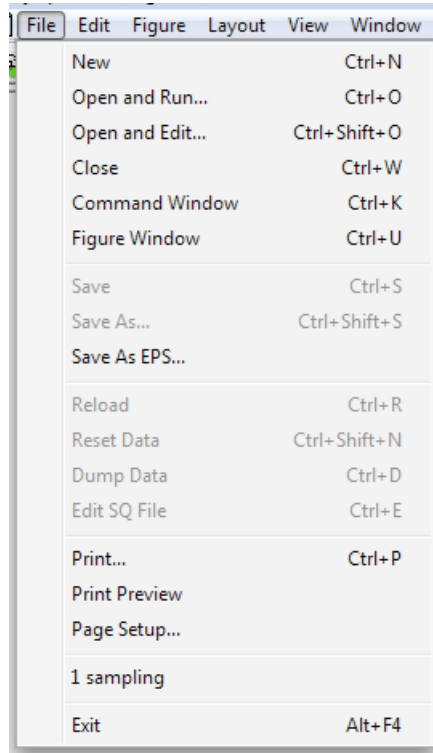 File Edit Figure Layout View Window
New Ctrl+N
Open and Run... Ctrl+O
Open and Edit... Ctrl+Shift+O
Close Ctrl+W
Command Window Ctrl+K
Figure Window Ctrl+U
Save Ctrl+S
Save As... Ctrl+Shift+S
Save As EPS...
Reload Ctrl+R
Reset Data Ctrl+Shift+N
Dump Data Ctrl+D
Edit SQ File Ctrl+E
Print... Ctrl+P
Print Preview
Page Setup...
1 sampling
Exit Alt+F4